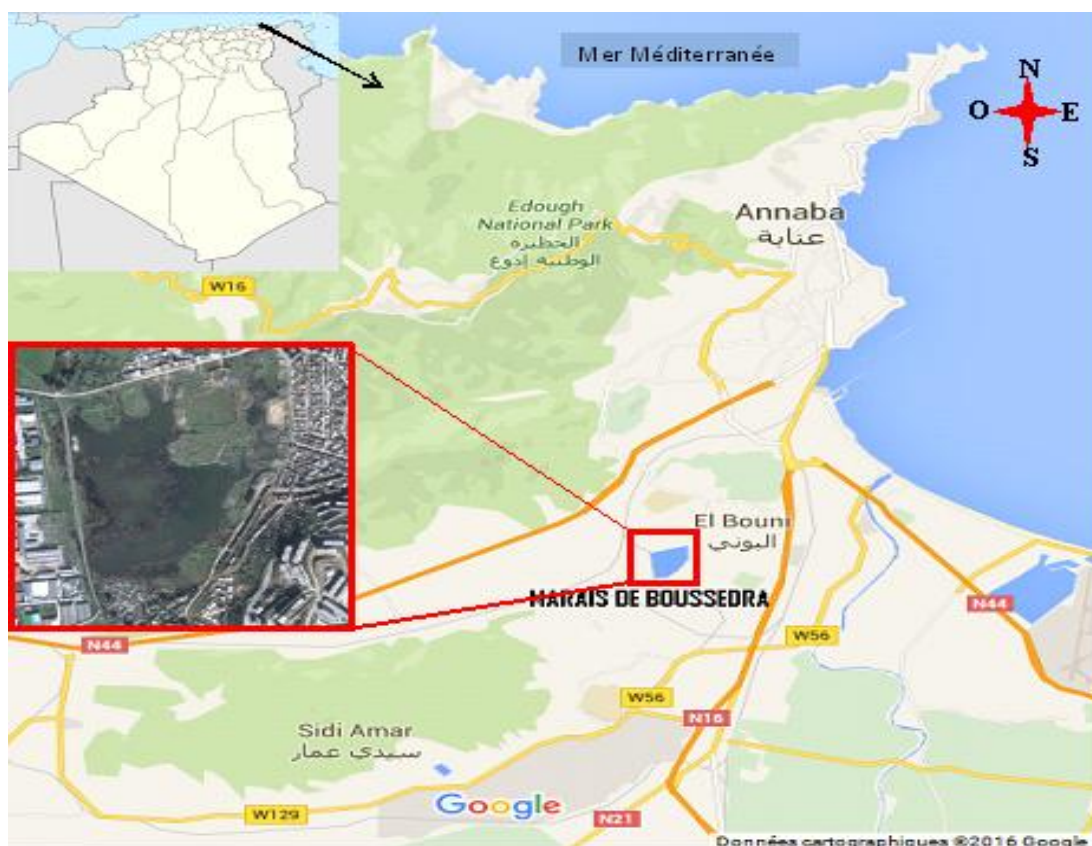 Mer Méditerranée
N
O
E
S
Annaba
عنابة
Edough
National Park
الحظيرة
الوطنية إدوغ
W16
El Bouni
البوني
MARAIS DE BOUSSEDRA
N44
W56
N44
W56
N16
Sidi Amar
سيدي عمار
Google
W129
N21
Données cartographiques ©2016 Google